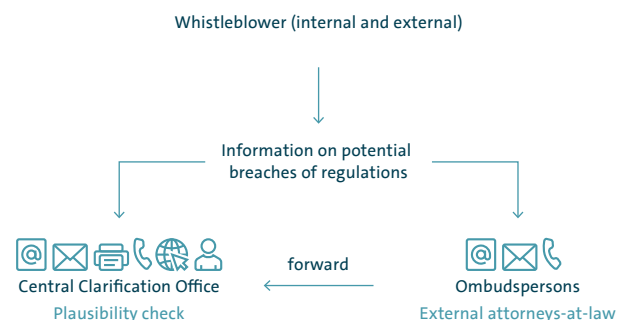 Whistleblower (internal and external)
Information on potential
breaches of regulations
forward
Central Clarification Office
Plausibility check
Ombudspersons
External attorneys-at-law